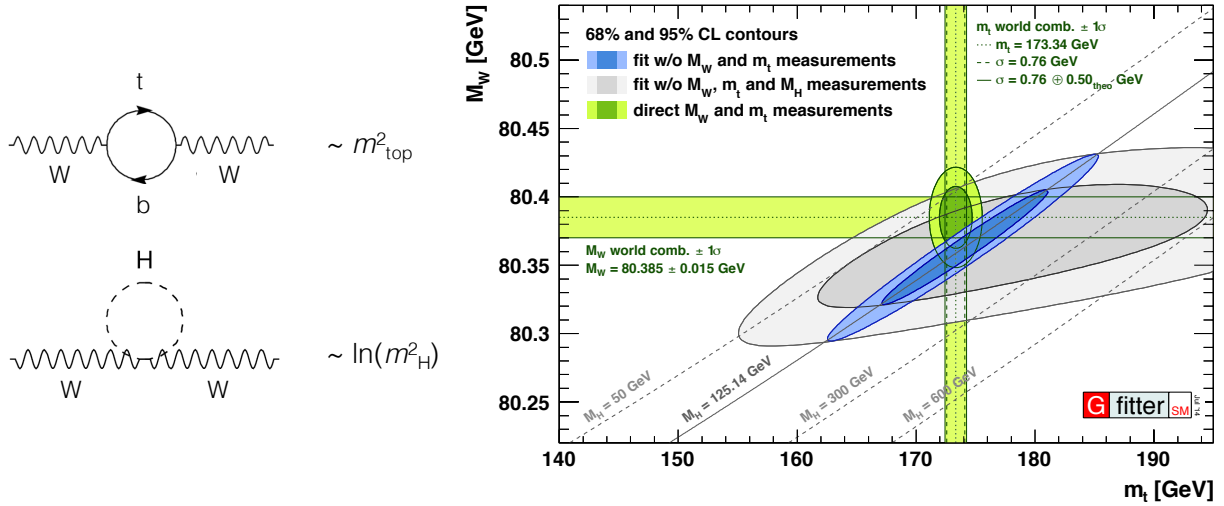 t
W
W
b
~ m²top
H
W
W
~ ln(m²H)
M_W [GeV]
80.5
80.45
80.4
80.35
80.3
80.25
68% and 95% CL contours
fit w/o M_W and m_t measurements
fit w/o M_W, m_t and M_H measurements
direct M_W and m_t measurements
m_t world comb. ± 1σ
m_t = 173.34 GeV
σ = 0.76 GeV
σ = 0.76 ⊕ 0.50_theo GeV
M_W world comb. ± 1σ
M_W = 80.385 ± 0.015 GeV
M_H = 50 GeV
M_H = 125.14 GeV
M_H = 300 GeV
M_H = 600 GeV
G fitter SM
Jul '14
140
150
160
170
180
190
m_t [GeV]